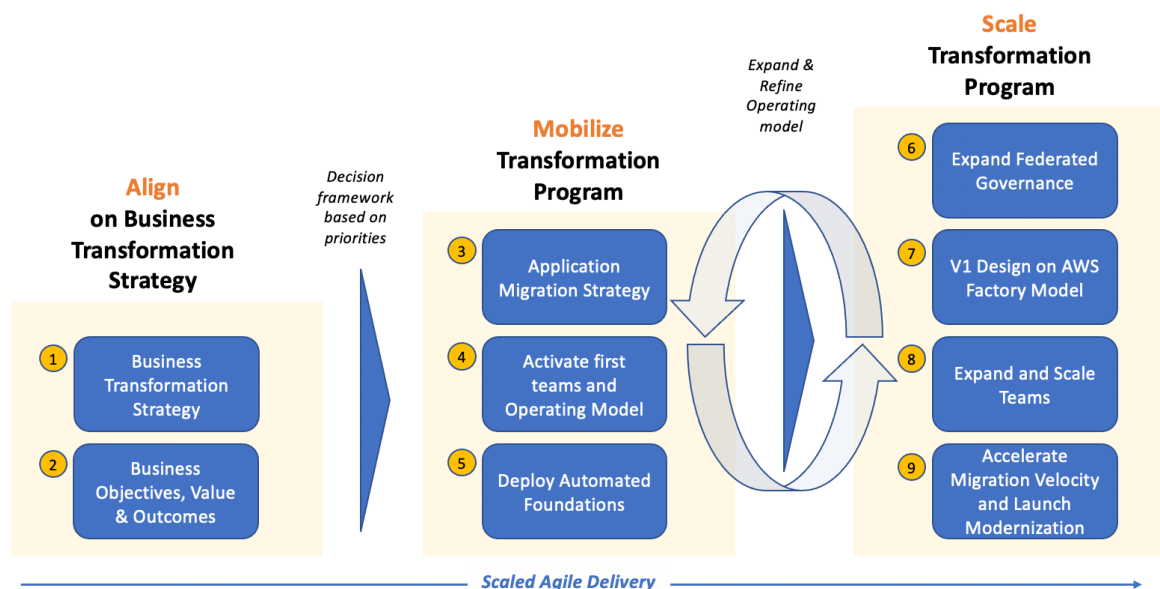 Align
on Business
Transformation
Strategy
1
Business
Transformation
Strategy
2
Business
Objectives, Value
& Outcomes
Decision
framework
based on
priorities
Mobilize
Transformation
Program
3
Application
Migration Strategy
4
Activate first
teams and
Operating Model
5
Deploy Automated
Foundations
Expand &
Refine
Operating
model
Scale
Transformation
Program
6
Expand Federated
Governance
7
V1 Design on AWS
Factory Model
8
Expand and Scale
Teams
9
Accelerate
Migration Velocity
and Launch
Modernization
Scaled Agile Delivery